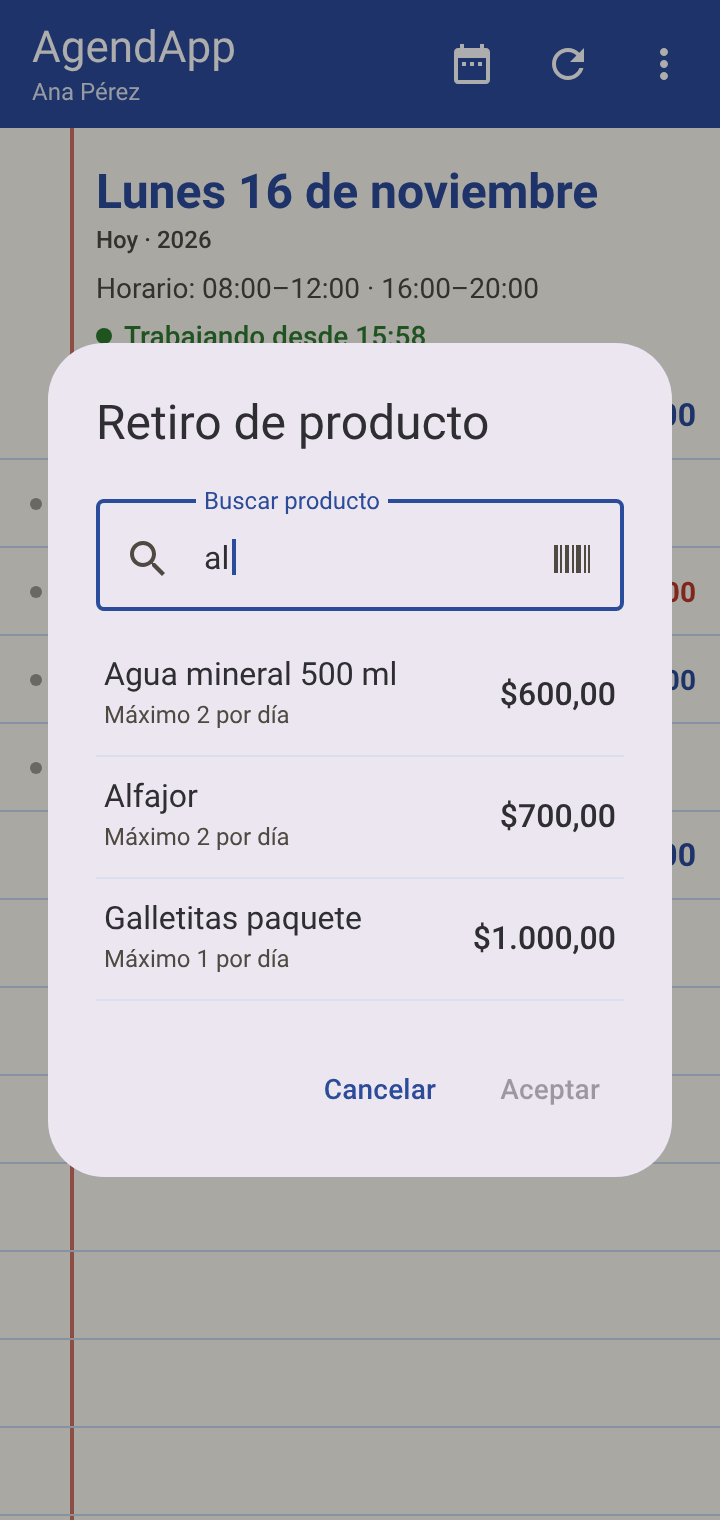 AgendApp
Ana Pérez
Lunes 16 de noviembre
Hoy · 2026
Horario: 08:00–12:00 · 16:00–20:00
Trabajando desde 15:58
Retiro de producto
Buscar producto
al
Agua mineral 500 ml
$600,00
Máximo 2 por día
Alfajor
$700,00
Máximo 2 por día
Galletitas paquete
$1.000,00
Máximo 1 por día
Cancelar
Aceptar